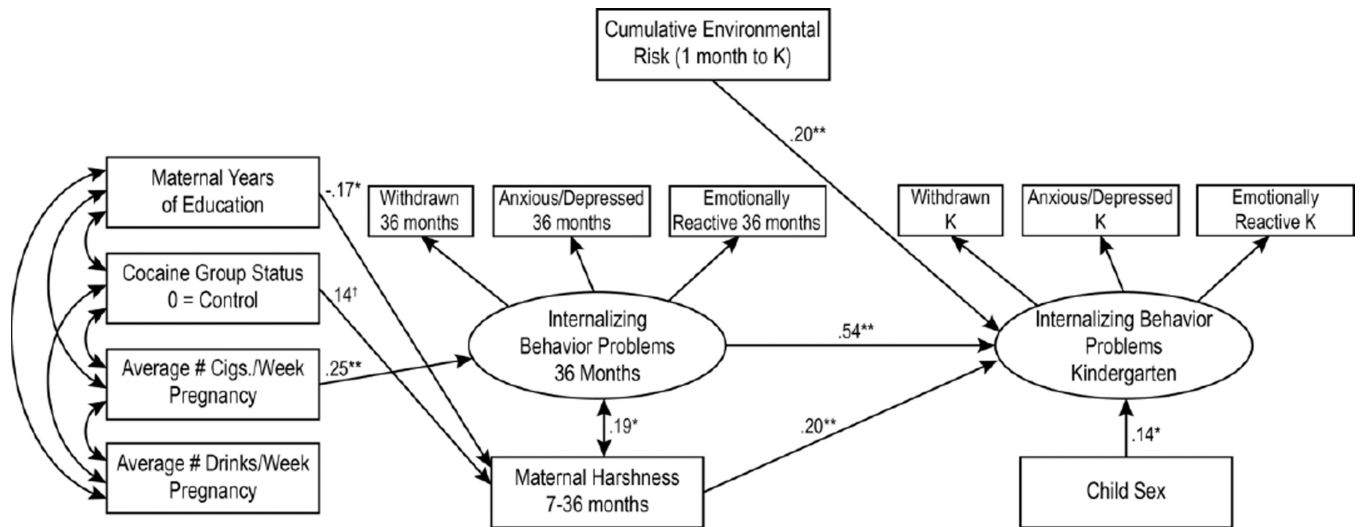 Cumulative Environmental
Risk (1 month to K)
.20**
Maternal Years
of Education
-.17*
Withdrawn
36 months
Anxious/Depressed
36 months
Emotionally
Reactive 36 months
Withdrawn
K
Anxious/Depressed
K
Emotionally
Reactive K
Cocaine Group Status
0 = Control
.14†
Internalizing
Behavior Problems
36 Months
.54**
Internalizing Behavior
Problems
Kindergarten
Average # Cigs./Week
Pregnancy
.25**
.19*
.20**
.14*
Average # Drinks/Week
Pregnancy
Maternal Harshness
7-36 months
Child Sex